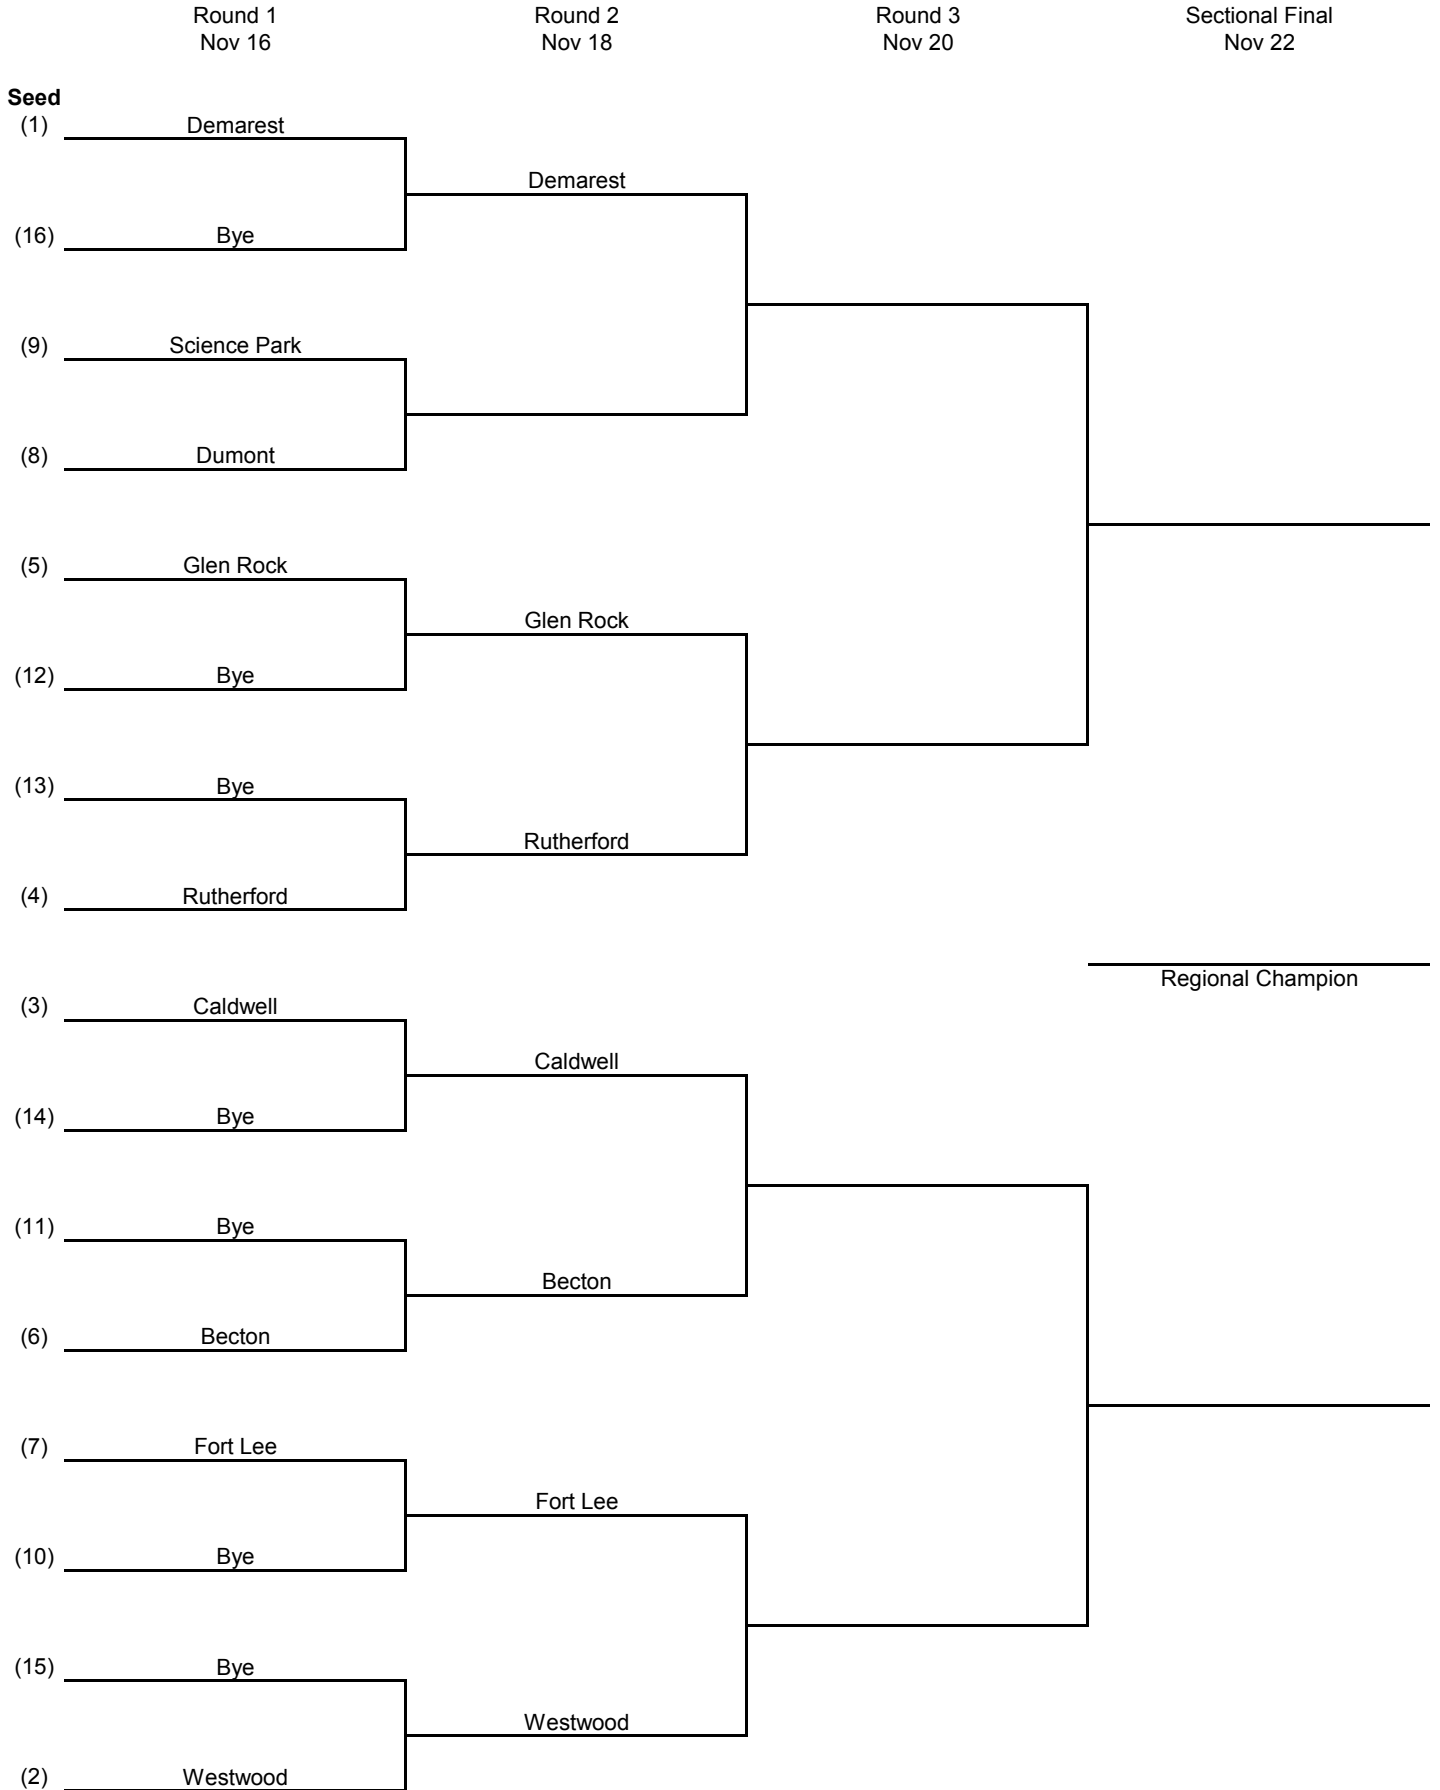 Round 1 Round 2 Round 3 Sectional Final
Nov 16 Nov 18 Nov 20 Nov 22
Seed
(1) Demarest
Demarest
(16) Bye
(9) Science Park
(8) Dumont
(5) Glen Rock
Glen Rock
(12) Bye
(13) Bye
Rutherford
(4) Rutherford
Regional Champion
(3) Caldwell
Caldwell
(14) Bye
(11) Bye
Becton
(6) Becton
(7) Fort Lee
Fort Lee
(10) Bye
(15) Bye
Westwood
(2) Westwood